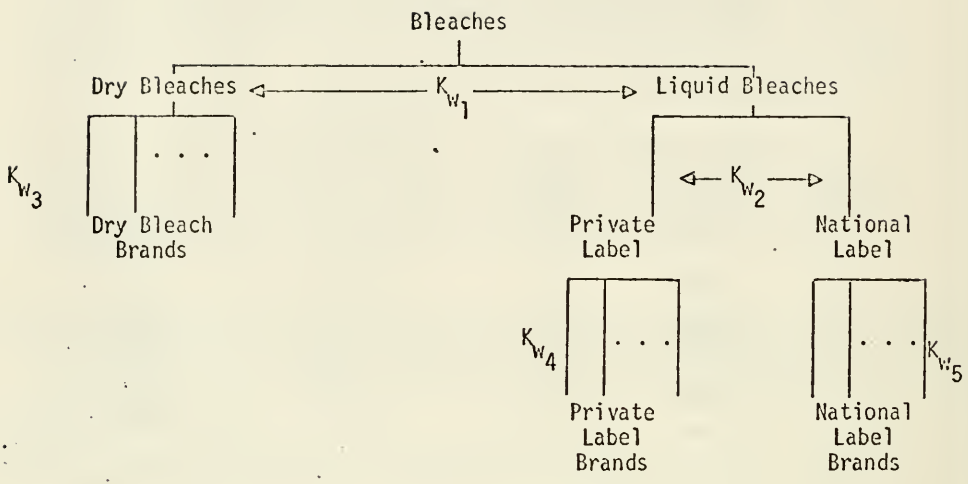 Bleaches
Dry Bleaches K_w1 Liquid Bleaches
K_w3 . . . K_w2
Dry Bleach
Brands
Private National
Label Label
K_w4 . . . . . . K_w5
Private National
Label Label
Brands Brands